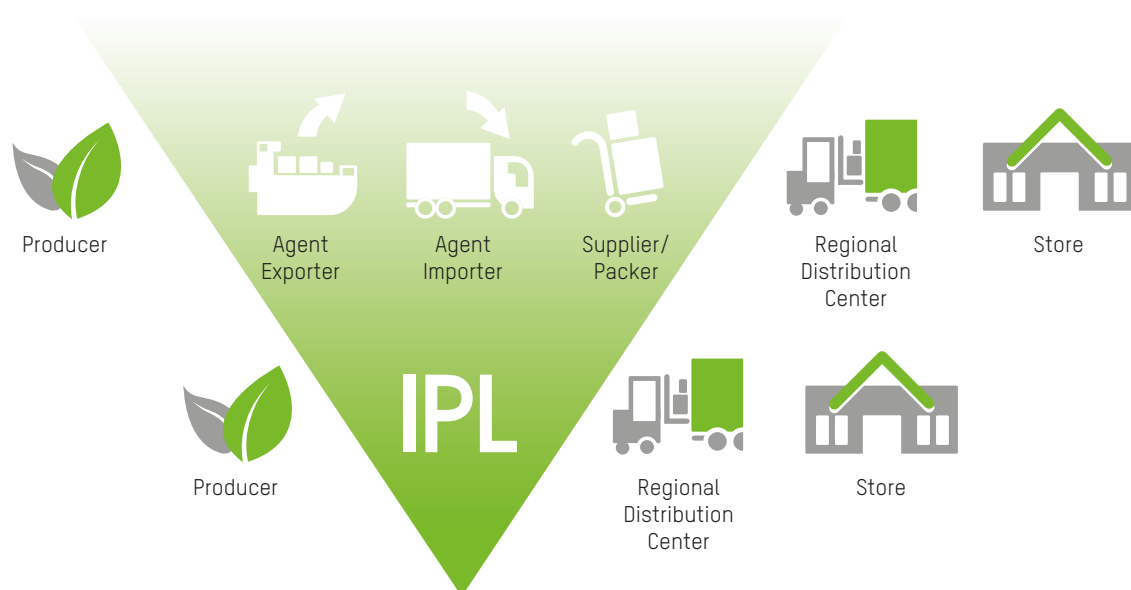 Producer
Agent
Exporter
Agent
Importer
Supplier/
Packer
Regional
Distribution
Center
Store
IPL
Producer
Regional
Distribution
Center
Store